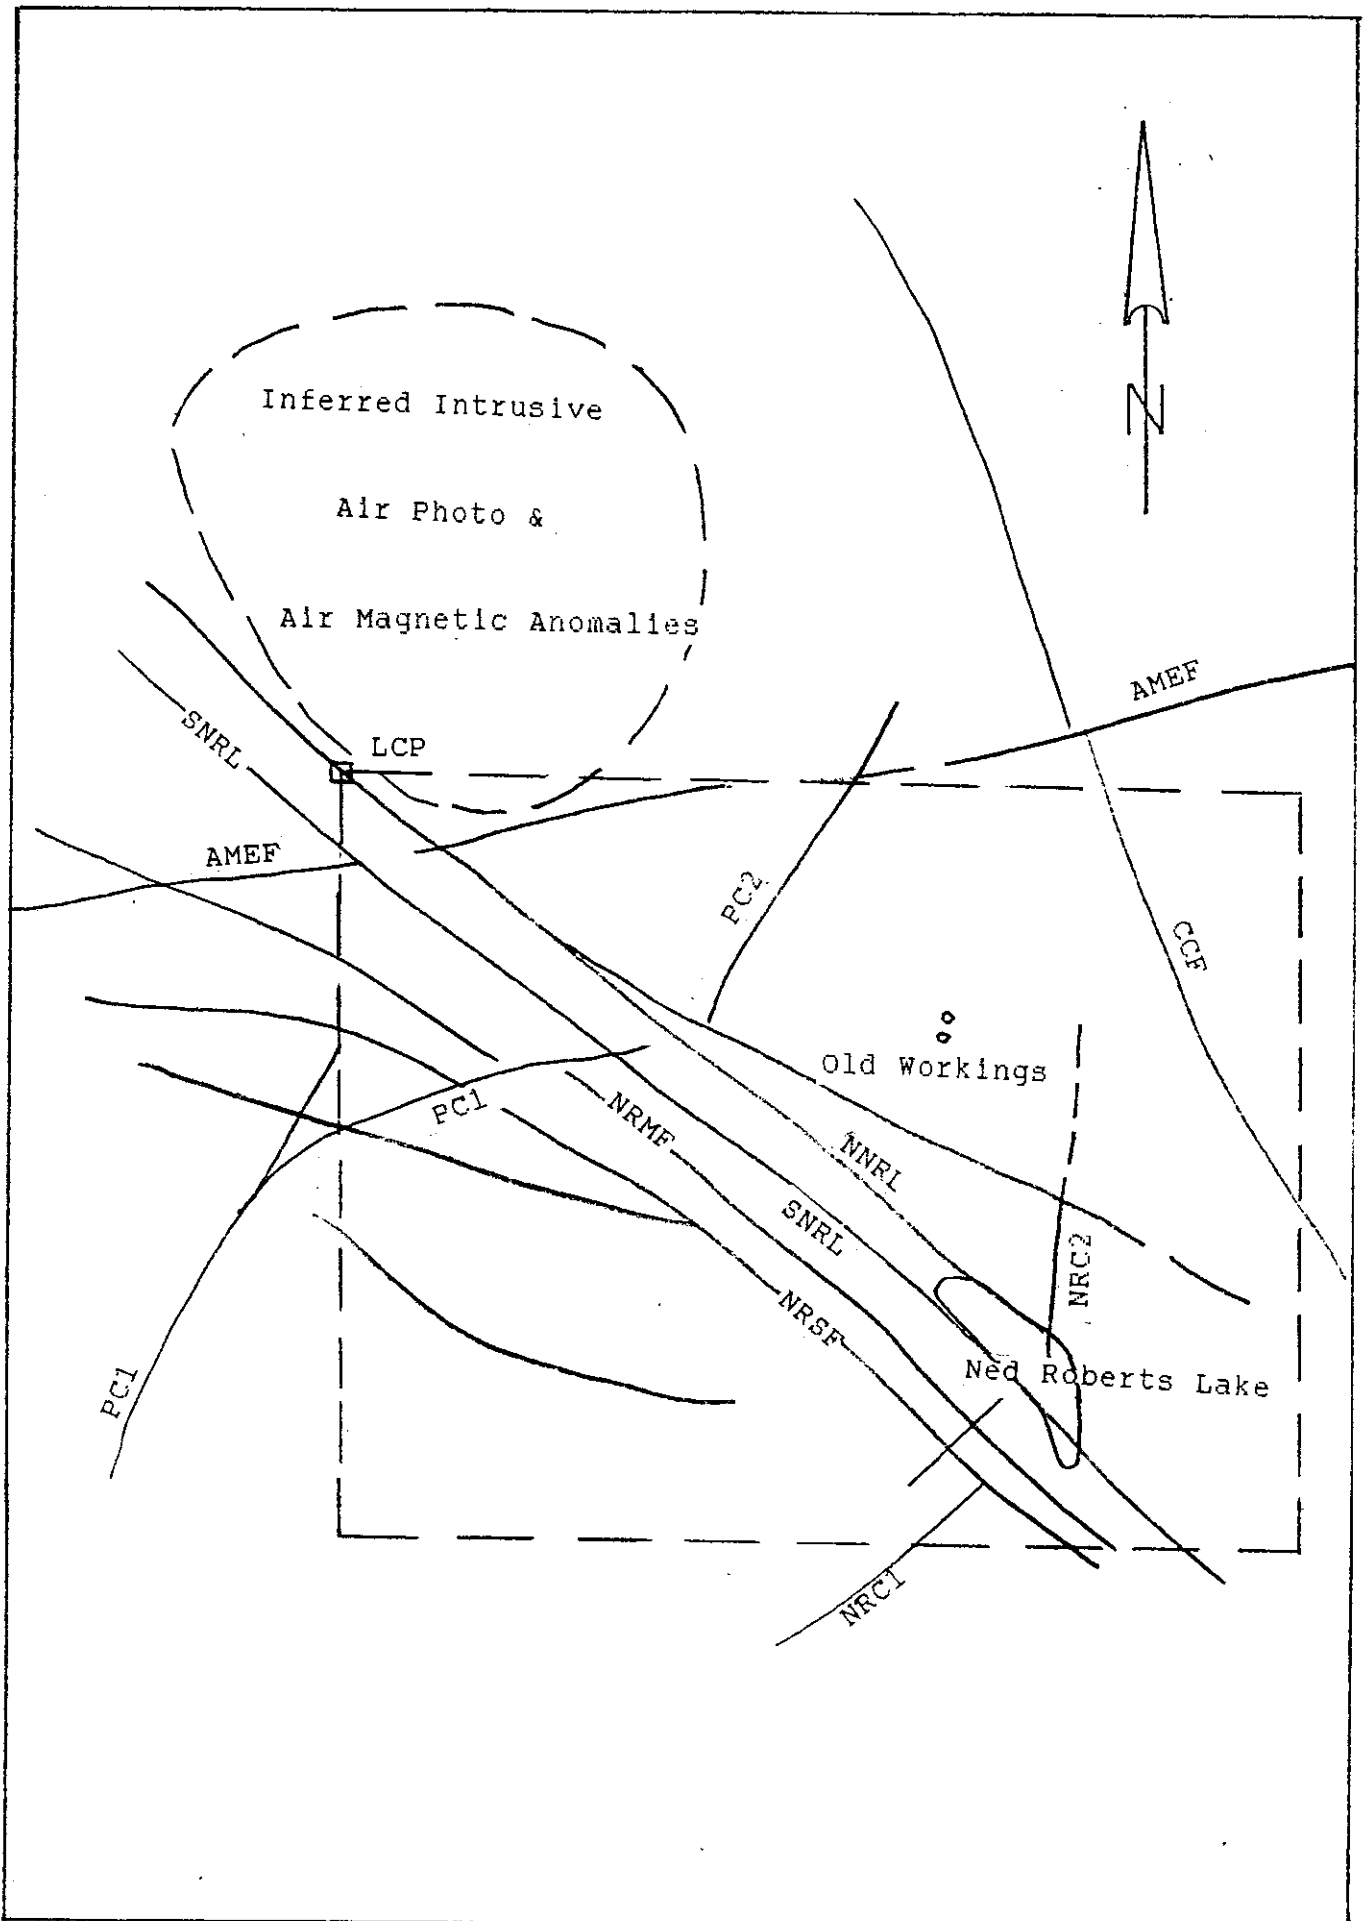 N
Inferred Intrusive
Air Photo &
Air Magnetic Anomalies
AMEF
SNRL
LCP
AMEF
PC2
CCF
Old Workings
PC1
NRMF
NNRL
SNRL
NRC2
NRSF
Ned Roberts Lake
PC1
NRC1